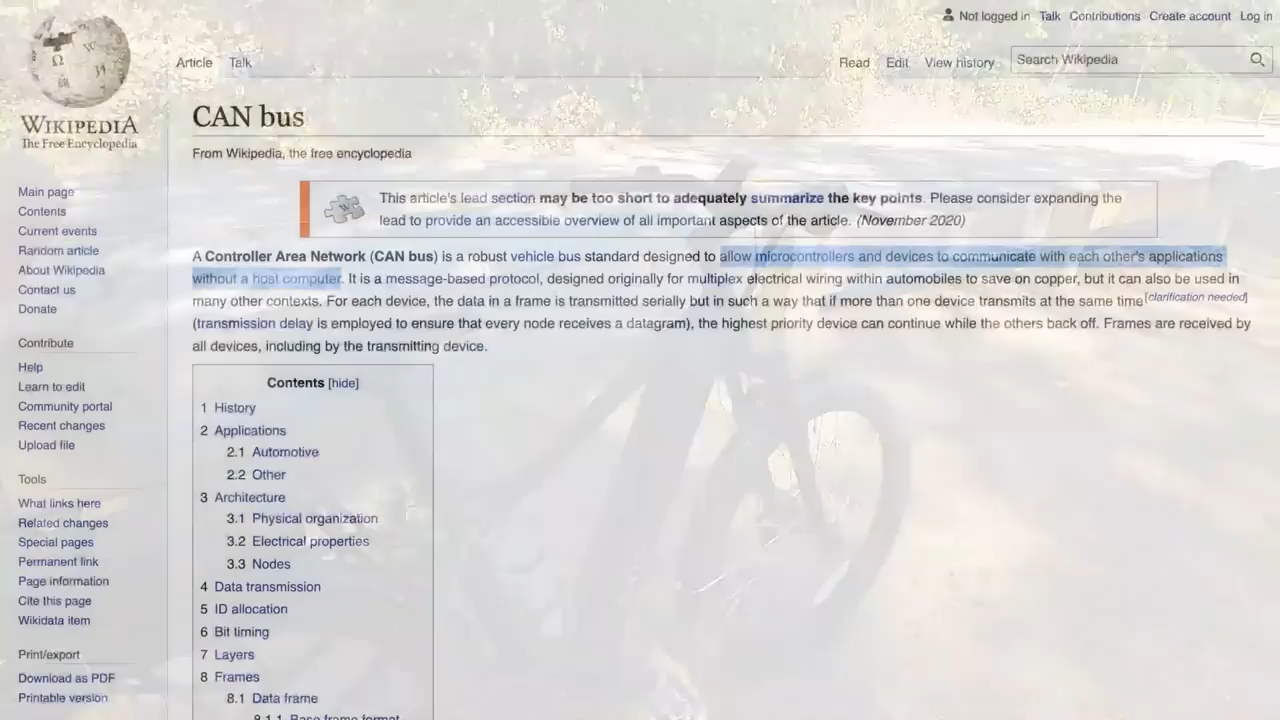 Not logged in Talk Contributions Create account Log in
Article Talk Read Edit View history Search Wikipedia
WIKIPEDIA
The Free Encyclopedia
CAN bus
From Wikipedia, the free encyclopedia
This article's lead section may be too short to adequately summarize the key points. Please consider expanding the
lead to provide an accessible overview of all important aspects of the article. (November 2020)
A Controller Area Network (CAN bus) is a robust vehicle bus standard designed to allow microcontrollers and devices to communicate with each other's applications
without a host computer. It is a message-based protocol, designed originally for multiplex electrical wiring within automobiles to save on copper, but it can also be used in
many other contexts. For each device, the data in a frame is transmitted serially but in such a way that if more than one device transmits at the same time[clarification needed]
(transmission delay is employed to ensure that every node receives a datagram), the highest priority device can continue while the others back off. Frames are received by
all devices, including by the transmitting device.
Contents [hide]
1 History
2 Applications
2.1 Automotive
2.2 Other
3 Architecture
3.1 Physical organization
3.2 Electrical properties
3.3 Nodes
4 Data transmission
5 ID allocation
6 Bit timing
7 Layers
8 Frames
8.1 Data frame
8.1.1 Base frame format
Main page
Contents
Current events
Random article
About Wikipedia
Contact us
Donate
Contribute
Help
Learn to edit
Community portal
Recent changes
Upload file
Tools
What links here
Related changes
Special pages
Permanent link
Page information
Cite this page
Wikidata item
Print/export
Download as PDF
Printable version